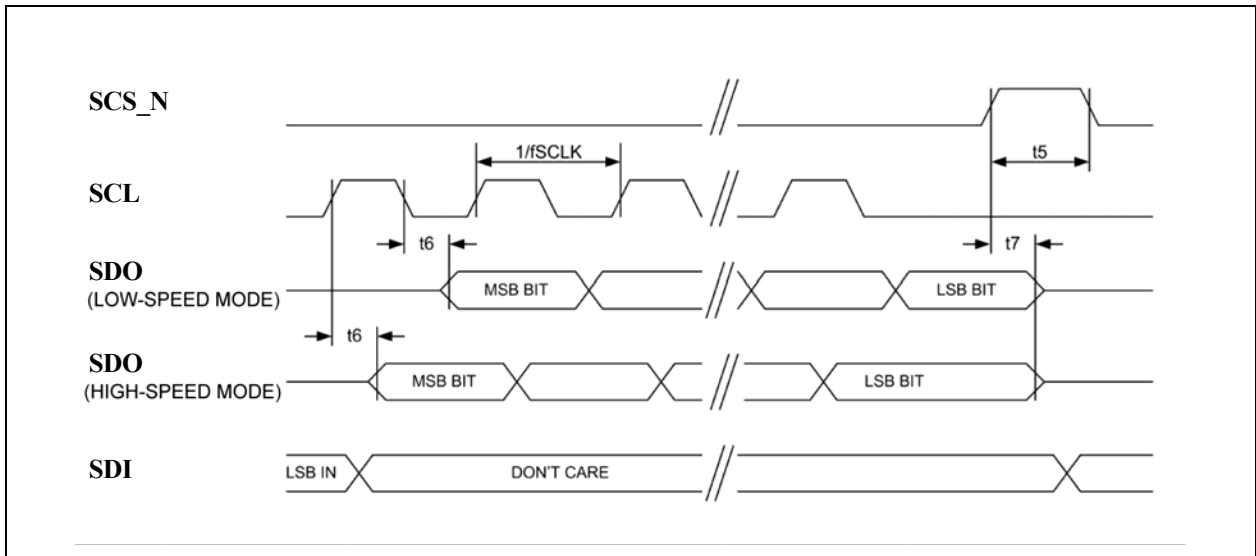 SCS_N
1/fSCLK
t5
SCL
t6
t7
SDO
(LOW-SPEED MODE)
MSB BIT
LSB BIT
t6
SDO
(HIGH-SPEED MODE)
MSB BIT
LSB BIT
SDI
LSB IN
DON'T CARE